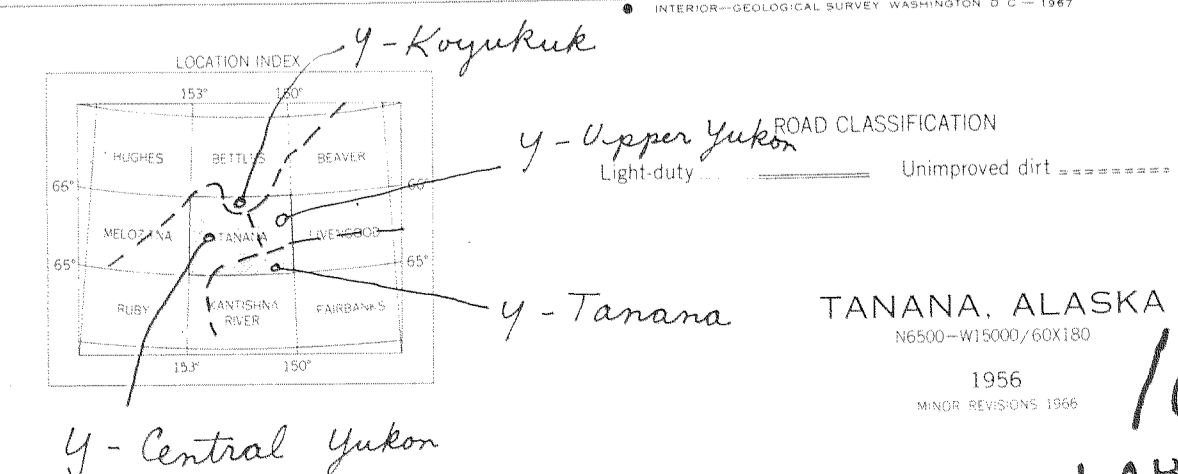 INTERIOR—GEOLOGICAL SURVEY WASHINGTON D C — 1967
y - Koyukuk
LOCATION INDEX
153° 150°
y - Upper Yukon
ROAD CLASSIFICATION
HUGHES BETTLES BEAVER
Light-duty Unimproved dirt
66° 66°
MELOZITNA TANANA LIVENGOOD
65° 65°
RUBY KANTISHNA RIVER FAIRBANKS
y - Tanana
TANANA, ALASKA
N6500—W15000/60X180
153° 150°
1956
MINOR REVISIONS 1966
y - Central Yukon